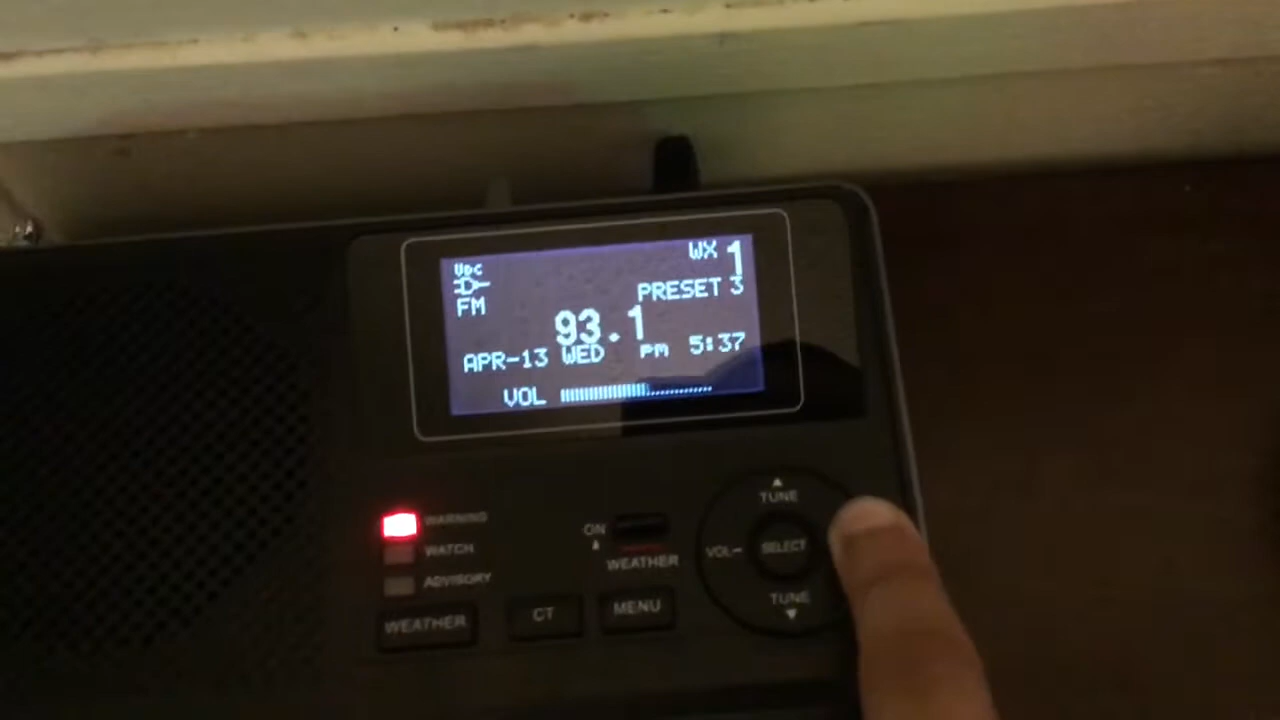 WX 1
VDC
PRESET 3
FM
93.1
APR-13 WED PM 5:37
VOL
TUNE
WARNING
ON
WATCH
VOL-
SELECT
WEATHER
ADVISORY
TUNE
WEATHER
CT
MENU